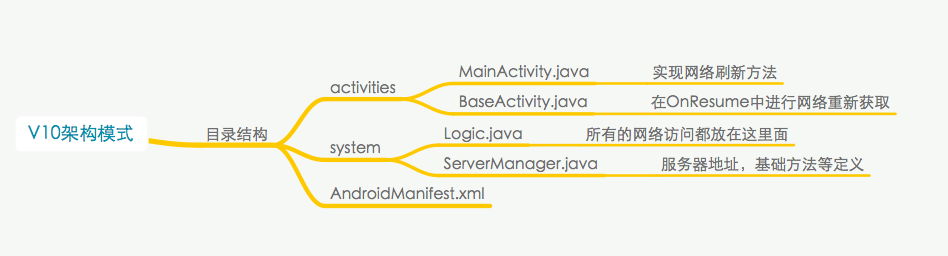 V10架构模式
目录结构
activities
MainActivity.java
实现网络刷新方法
BaseActivity.java
在OnResume中进行网络重新获取
system
Logic.java
所有的网络访问都放在这里面
ServerManager.java
服务器地址，基础方法等定义
AndroidManifest.xml